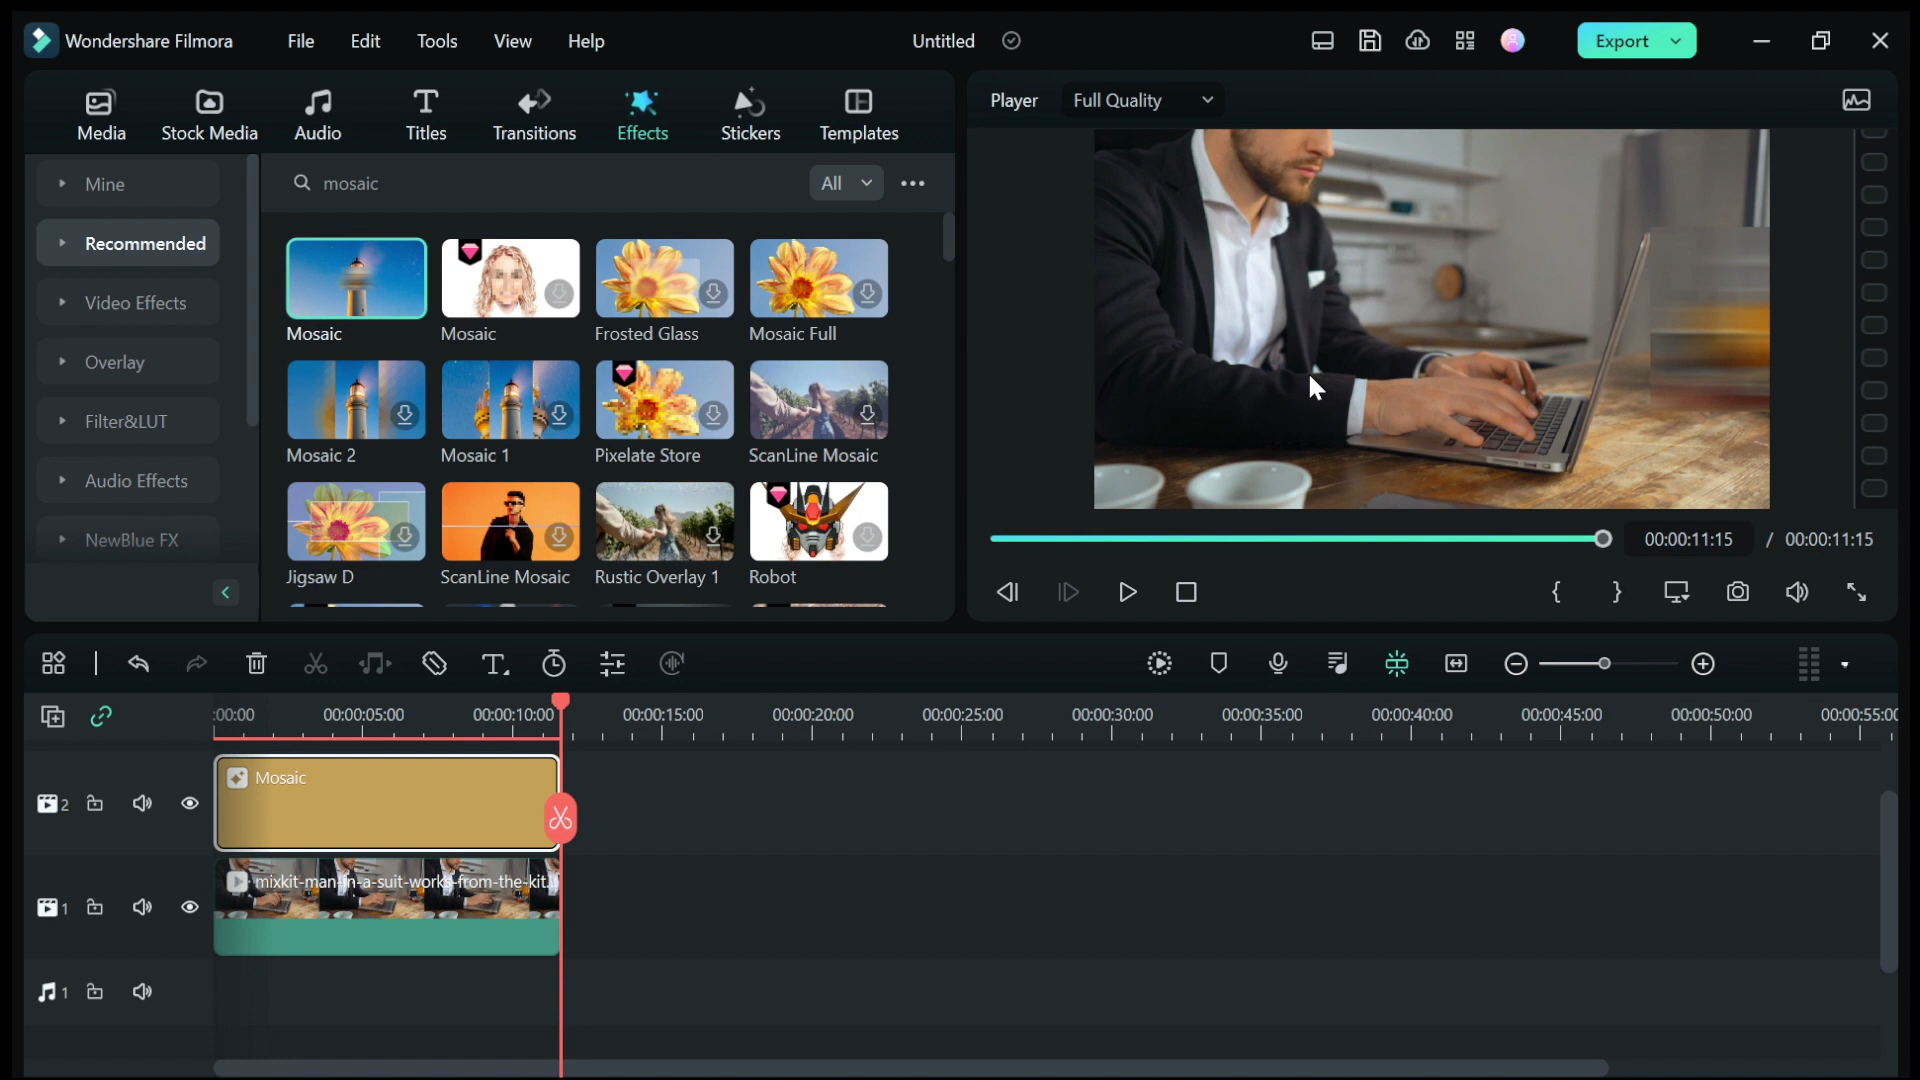 Wondershare Filmora
File
Edit
Tools
View
Help
Untitled
Export
Media
Stock Media
Audio
Titles
Transitions
Effects
Stickers
Templates
Player
Full Quality
Mine
Recommended
Video Effects
Overlay
Filter&LUT
Audio Effects
NewBlue FX
mosaic
All
Mosaic
Mosaic
Frosted Glass
Mosaic Full
Mosaic 2
Mosaic 1
Pixelate Store
ScanLine Mosaic
Jigsaw D
ScanLine Mosaic
Rustic Overlay 1
Robot
00:00:11:15 / 00:00:11:15
:00:00
00:00:05:00
00:00:10:00
00:00:15:00
00:00:20:00
00:00:25:00
00:00:30:00
00:00:35:00
00:00:40:00
00:00:45:00
00:00:50:00
00:00:55:00
2
Mosaic
1
mixkit-man-in-a-suit-works-from-the-kit...
1